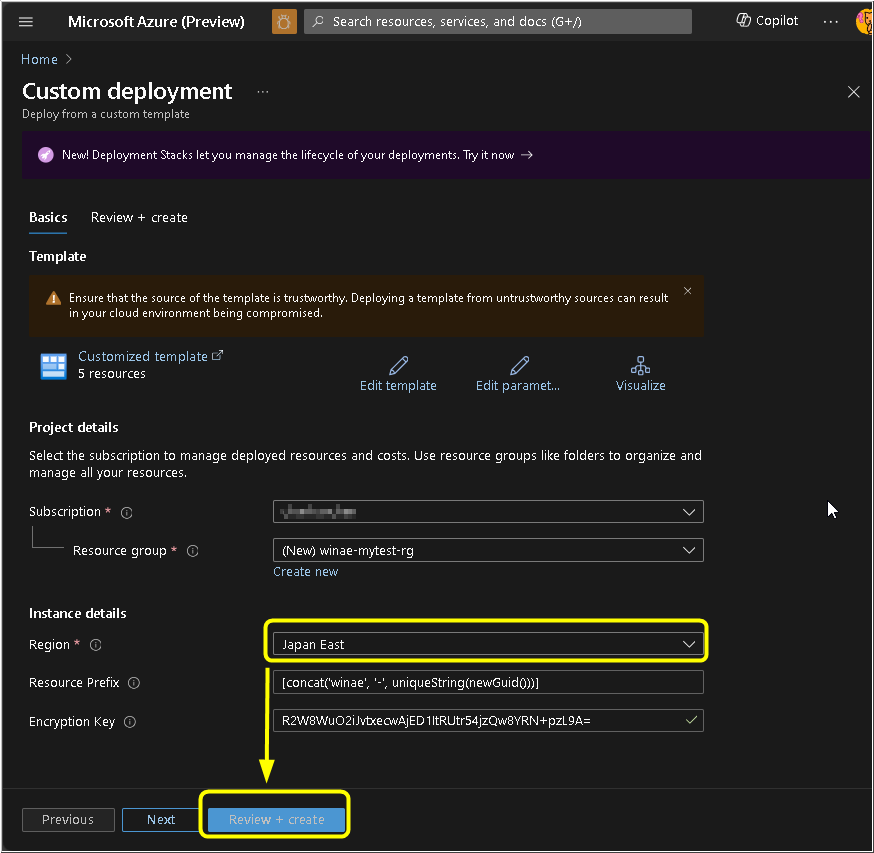 Microsoft Azure (Preview)
Search resources, services, and docs (G+/)
Copilot
Home
Custom deployment
Deploy from a custom template
New! Deployment Stacks let you manage the lifecycle of your deployments. Try it now →
Basics
Review + create
Template
Ensure that the source of the template is trustworthy. Deploying a template from untrustworthy sources can result
in your cloud environment being compromised.
Customized template
5 resources
Edit template
Edit paramet...
Visualize
Project details
Select the subscription to manage deployed resources and costs. Use resource groups like folders to organize and
manage all your resources.
Subscription *
Resource group *
(New) winae-mytest-rg
Create new
Instance details
Region *
Japan East
Resource Prefix
[concat('winae', '-', uniqueString(newGuid()))]
Encryption Key
R2W8WuO2iJvtxecwAjED1ItRUtr54jzQw8YRN+pzL9A=
Previous
Next
Review + create